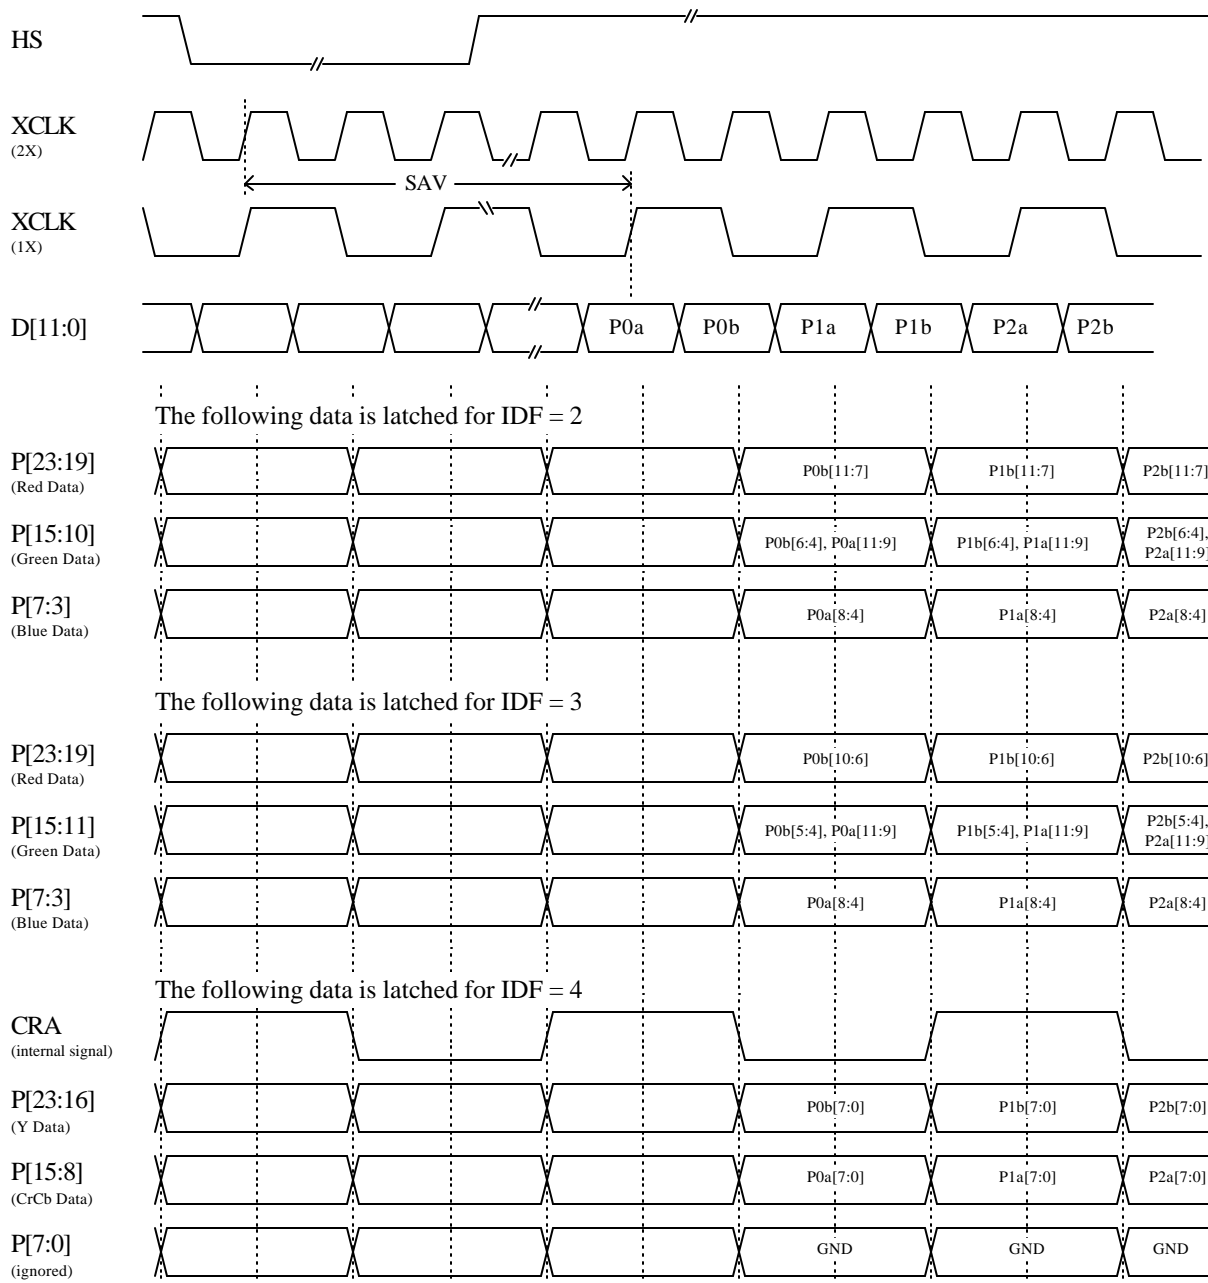 HS
XCLK
(2X)
SAV
XCLK
(1X)
D[11:0]
P0a P0b P1a P1b P2a P2b
The following data is latched for IDF = 2
P[23:19]
(Red Data)
P0b[11:7] P1b[11:7] P2b[11:7]
P[15:10]
(Green Data)
P0b[6:4], P0a[11:9] P1b[6:4], P1a[11:9] P2b[6:4],
P2a[11:9]
P[7:3]
(Blue Data)
P0a[8:4] P1a[8:4] P2a[8:4]
The following data is latched for IDF = 3
P[23:19]
(Red Data)
P0b[10:6] P1b[10:6] P2b[10:6]
P[15:11]
(Green Data)
P0b[5:4], P0a[11:9] P1b[5:4], P1a[11:9] P2b[5:4],
P2a[11:9]
P[7:3]
(Blue Data)
P0a[8:4] P1a[8:4] P2a[8:4]
The following data is latched for IDF = 4
CRA
(internal signal)
P[23:16]
(Y Data)
P0b[7:0] P1b[7:0] P2b[7:0]
P[15:8]
(CrCb Data)
P0a[7:0] P1a[7:0] P2a[7:0]
P[7:0]
(ignored)
GND GND GND